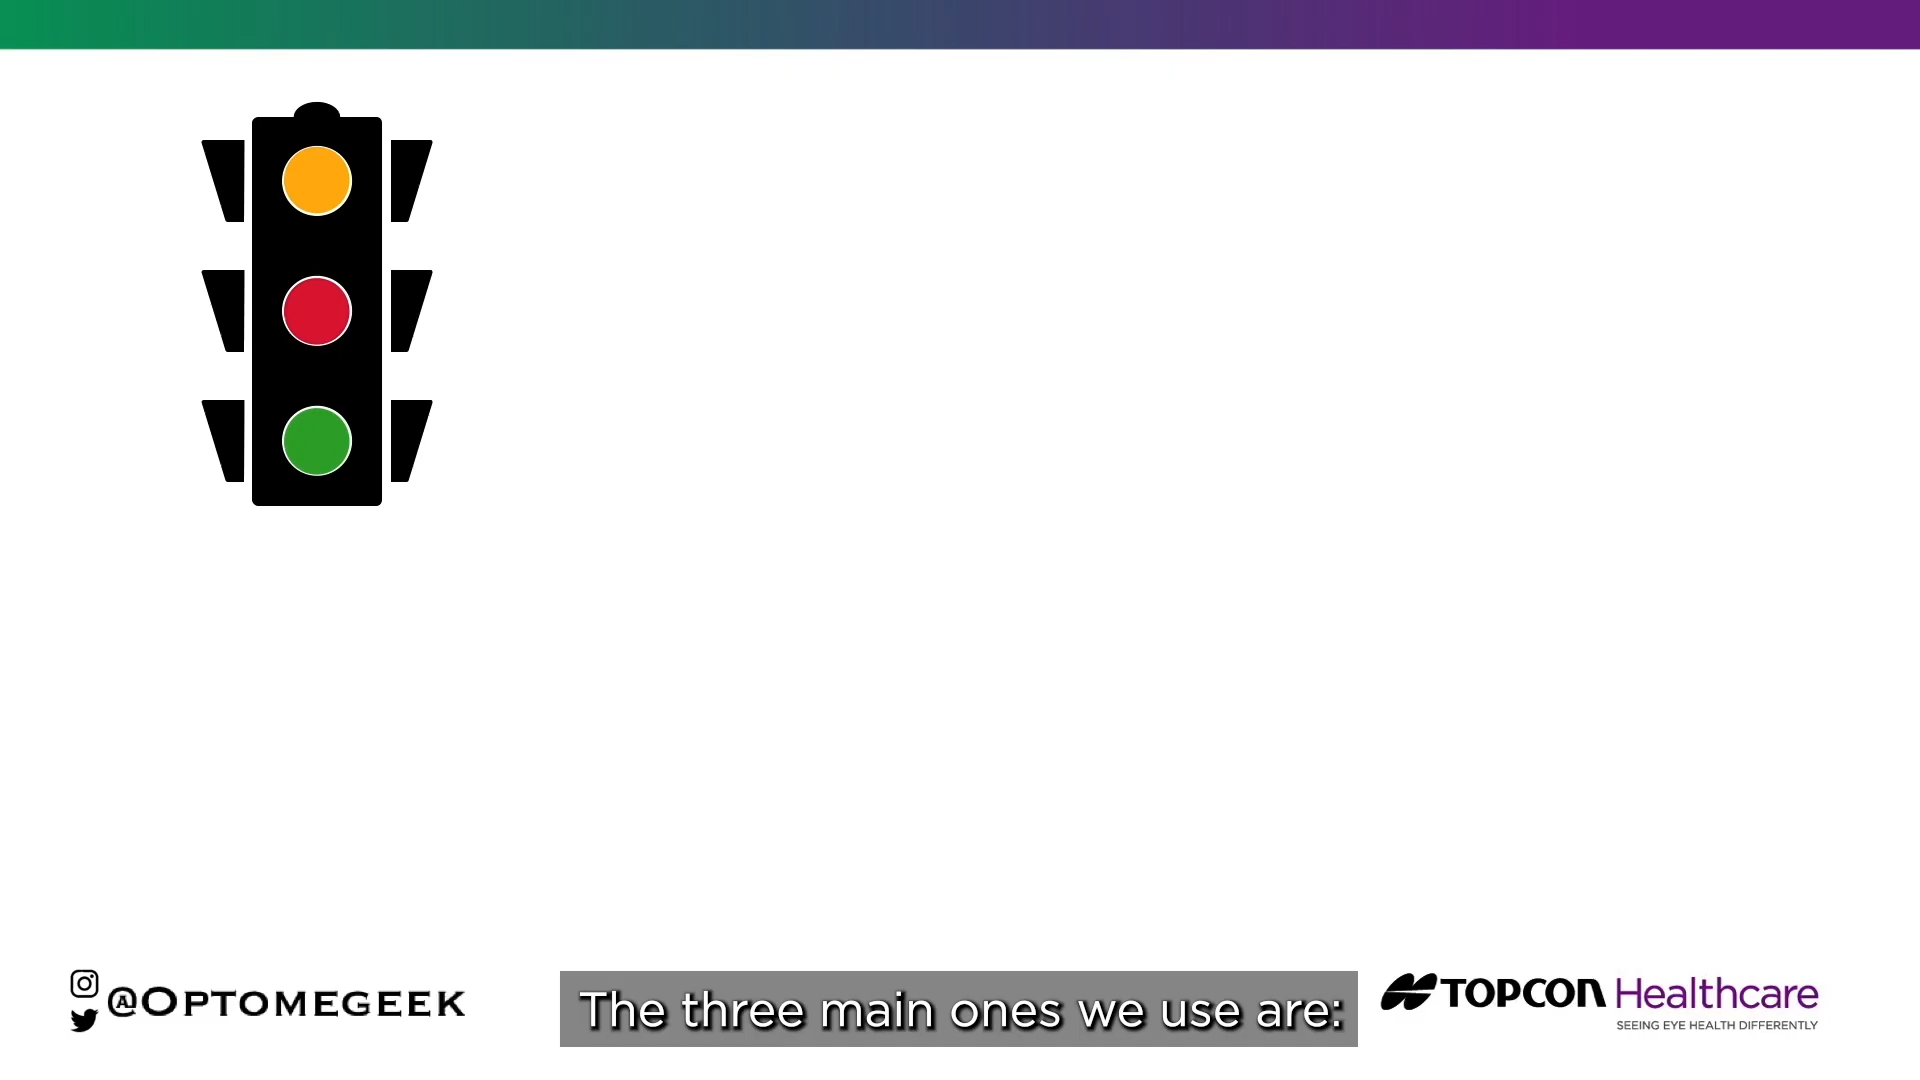 @OPTOMEGEEK
The three main ones we use are:
TOPCON Healthcare
SEEING EYE HEALTH DIFFERENTLY